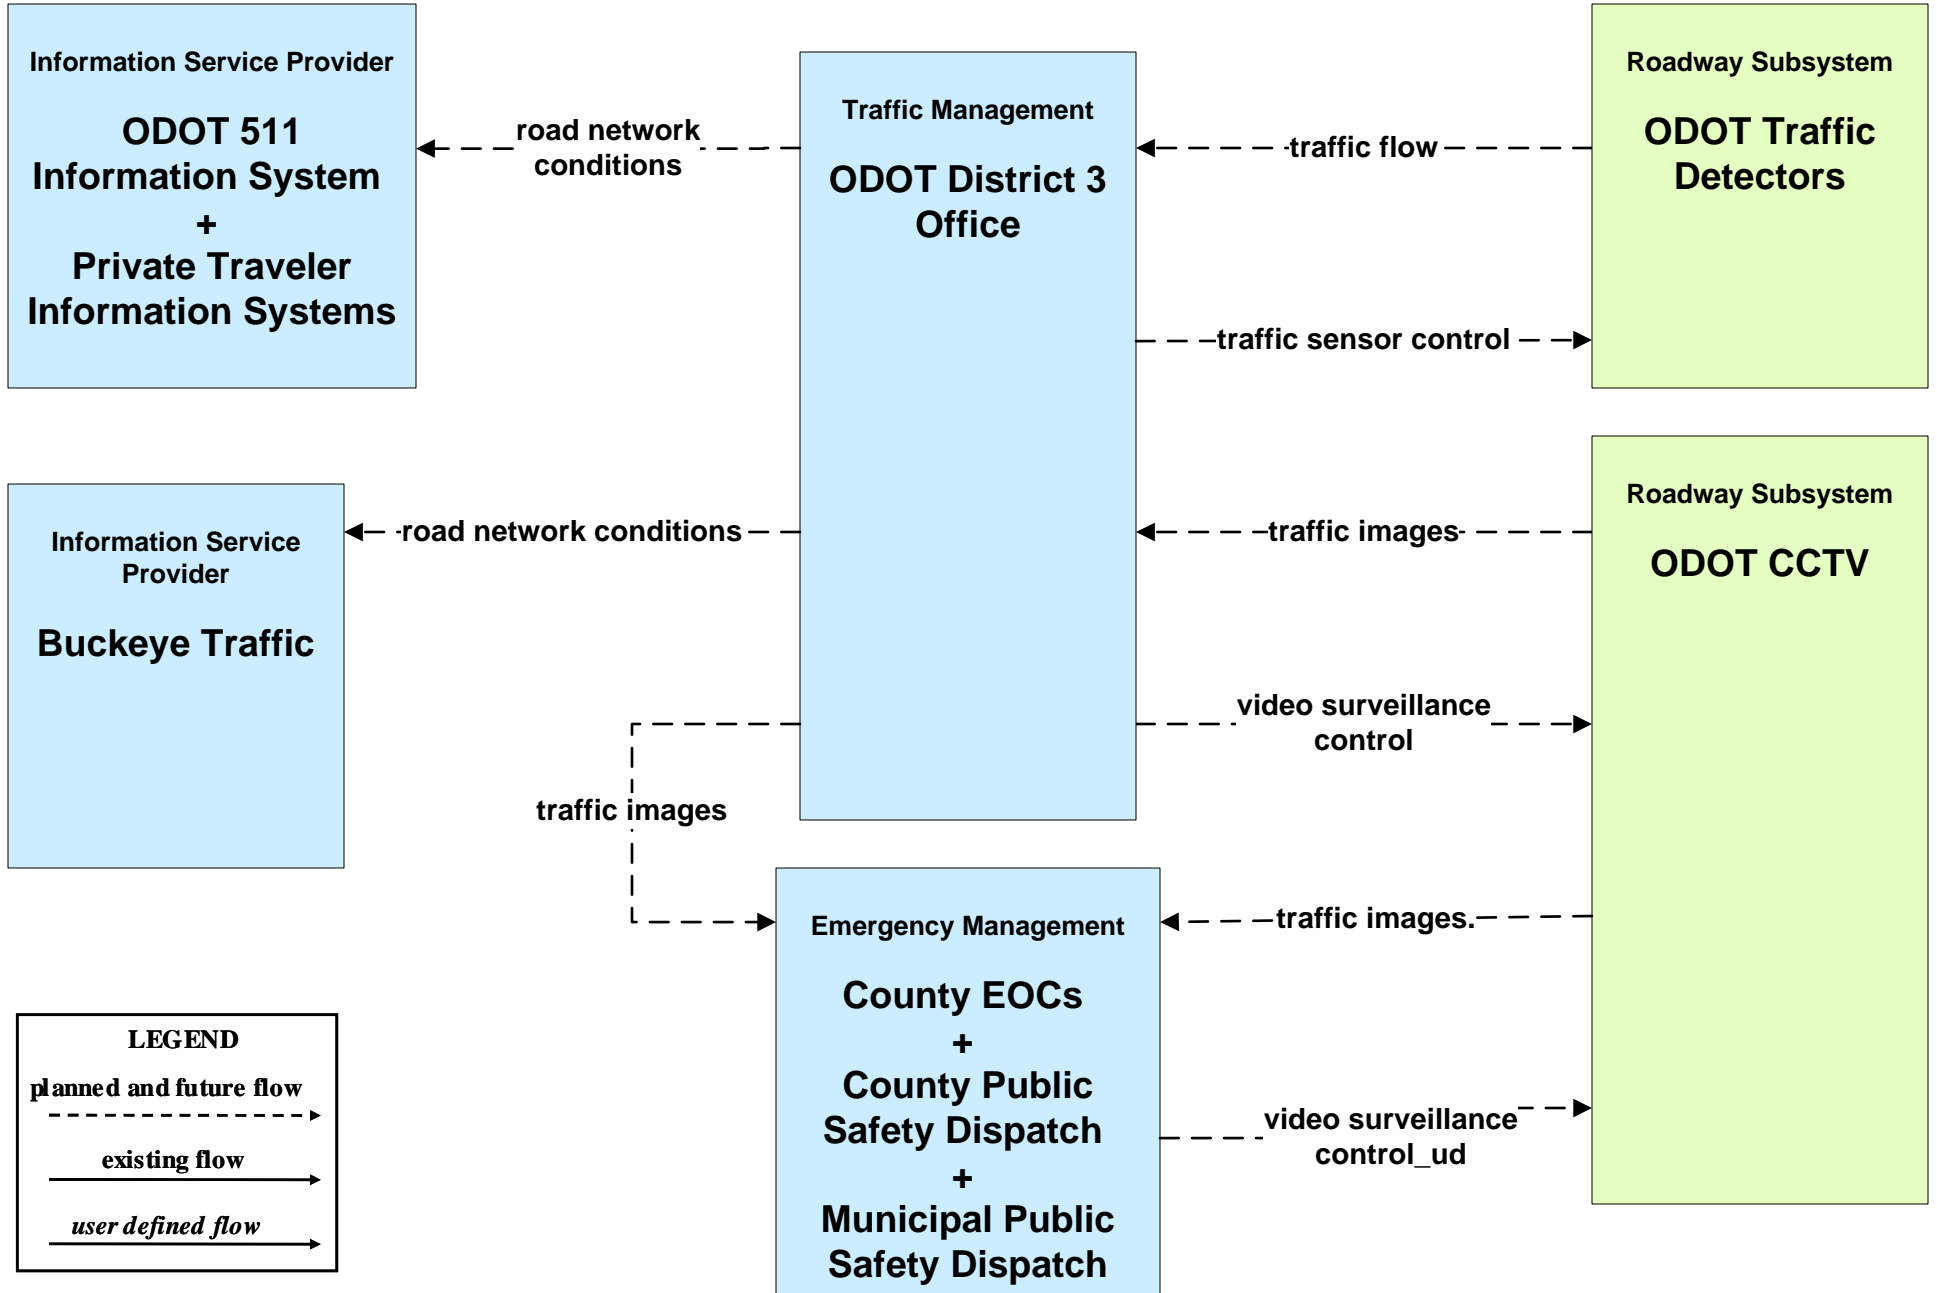 Information Service Provider
ODOT 511
Information System
+
Private Traveler
Information Systems
road network
conditions
Traffic Management
ODOT District 3
Office
traffic flow
Roadway Subsystem
ODOT Traffic
Detectors
traffic sensor control
Information Service
Provider
Buckeye Traffic
road network conditions
traffic images
Roadway Subsystem
ODOT CCTV
video surveillance
control
traffic images
Emergency Management
County EOCs
+
County Public
Safety Dispatch
+
Municipal Public
Safety Dispatch
traffic images.
video surveillance
control_ud
LEGEND
planned and future flow
existing flow
user defined flow